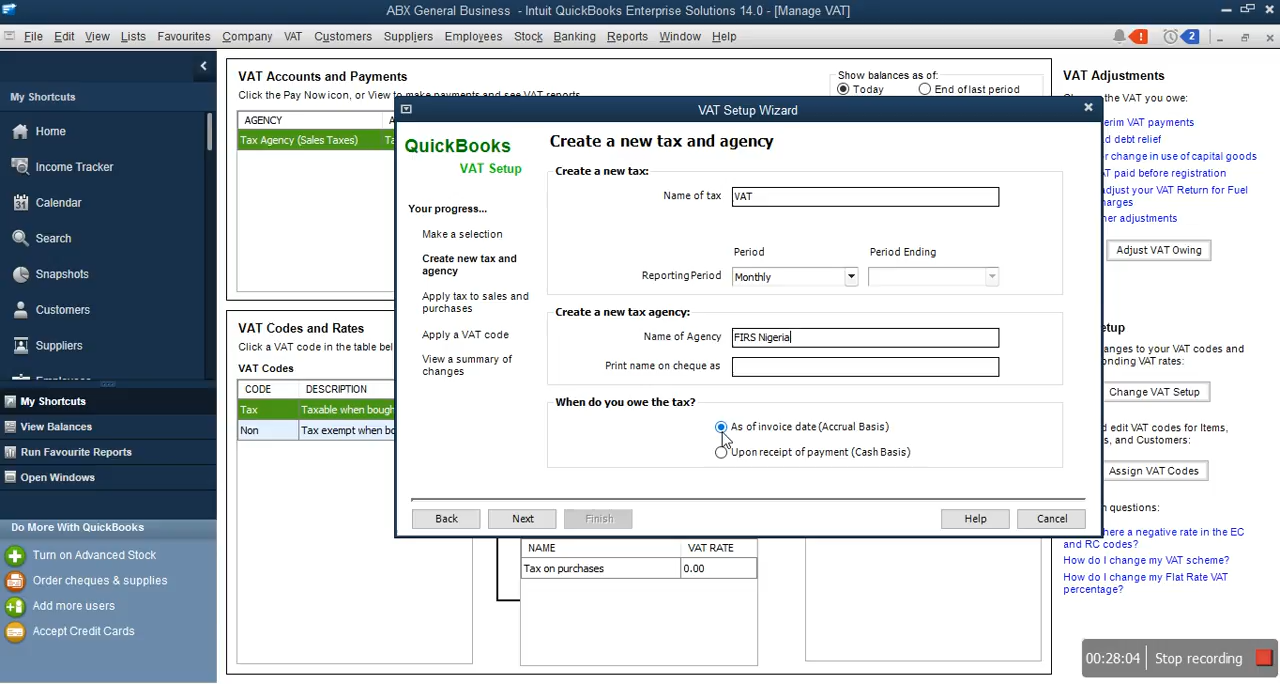 ABX General Business - Intuit QuickBooks Enterprise Solutions 14.0 - [Manage VAT]
File Edit View Lists Favourites Company VAT Customers Suppliers Employees Stock Banking Reports Window Help
! 2
My Shortcuts
Home
Income Tracker
Calendar
Search
Snapshots
Customers
Suppliers
Employees
My Shortcuts
View Balances
Run Favourite Reports
Open Windows
Do More With QuickBooks
Turn on Advanced Stock
Order cheques & supplies
Add more users
Accept Credit Cards
VAT Accounts and Payments
Click the Pay Now icon, or View to make payments and see VAT reports
Show balances as of:
Today End of last period
AGENCY
Tax Agency (Sales Taxes)
VAT Codes and Rates
Click a VAT code in the table bel
VAT Codes
CODE DESCRIPTION
Tax Taxable when bough
Non Tax exempt when bo
NAME VAT RATE
Tax on purchases 0.00
VAT Setup Wizard
QuickBooks
VAT Setup
Your progress...
Make a selection
Create new tax and
agency
Apply tax to sales and
purchases
Apply a VAT code
View a summary of
changes
Create a new tax and agency
Create a new tax:
Name of tax VAT
Period Period Ending
Reporting Period Monthly
Create a new tax agency:
Name of Agency FIRS Nigeria
Print name on cheque as
When do you owe the tax?
As of invoice date (Accrual Basis)
Upon receipt of payment (Cash Basis)
Back Next Finish Help Cancel
VAT Adjustments
the VAT you owe:
erim VAT payments
d debt relief
r change in use of capital goods
T paid before registration
djust your VAT Return for Fuel
harges
er adjustments
Adjust VAT Owing
etup
hanges to your VAT codes and
onding VAT rates:
Change VAT Setup
edit VAT codes for Items,
s, and Customers:
Assign VAT Codes
n questions:
here a negative rate in the EC
and RC codes?
How do I change my VAT scheme?
How do I change my Flat Rate VAT
percentage?
00:28:04 Stop recording